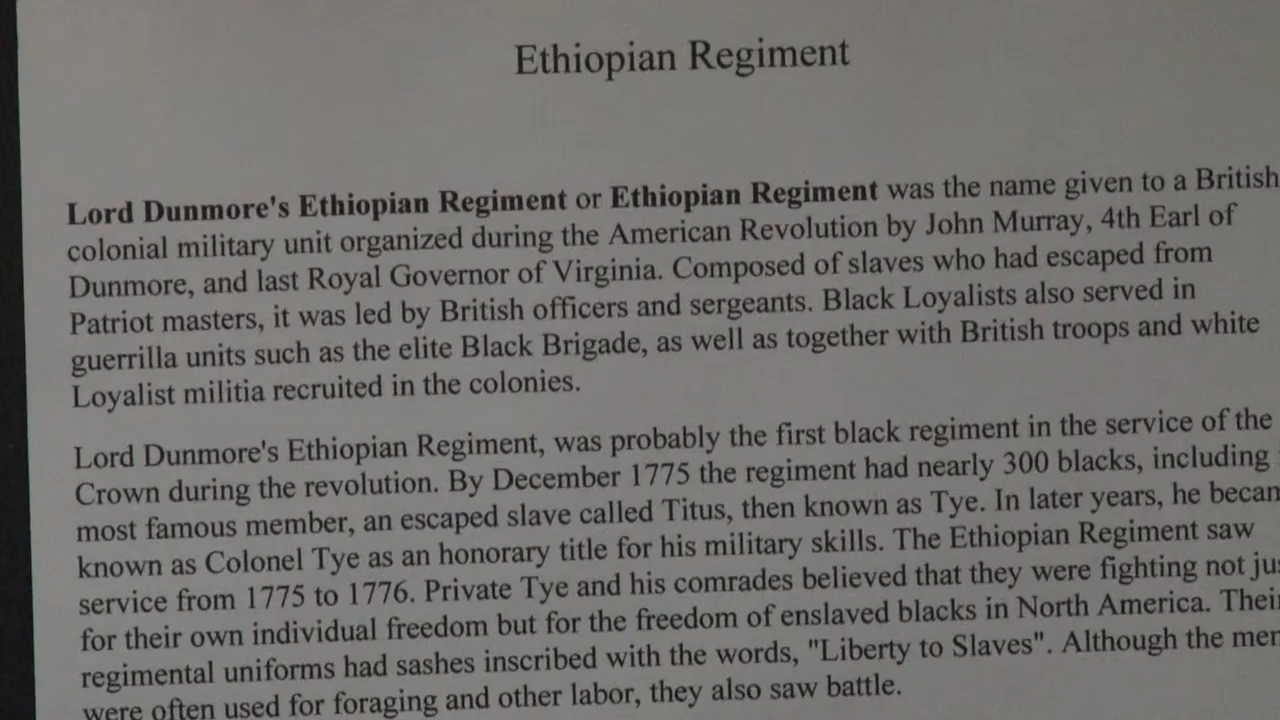 Ethiopian Regiment
Lord Dunmore's Ethiopian Regiment or Ethiopian Regiment was the name given to a British
colonial military unit organized during the American Revolution by John Murray, 4th Earl of
Dunmore, and last Royal Governor of Virginia. Composed of slaves who had escaped from
Patriot masters, it was led by British officers and sergeants. Black Loyalists also served in
guerrilla units such as the elite Black Brigade, as well as together with British troops and white
Loyalist militia recruited in the colonies.
Lord Dunmore's Ethiopian Regiment, was probably the first black regiment in the service of the
Crown during the revolution. By December 1775 the regiment had nearly 300 blacks, including
most famous member, an escaped slave called Titus, then known as Tye. In later years, he
known as Colonel Tye as an honorary title for his military skills. The Ethiopian Regiment saw
service from 1775 to 1776. Private Tye and his comrades believed that they were fighting not
for their own individual freedom but for the freedom of enslaved blacks in North America. Their
regimental uniforms had sashes inscribed with the words, "Liberty to Slaves". Although the
were often used for foraging and other labor, they also saw battle.